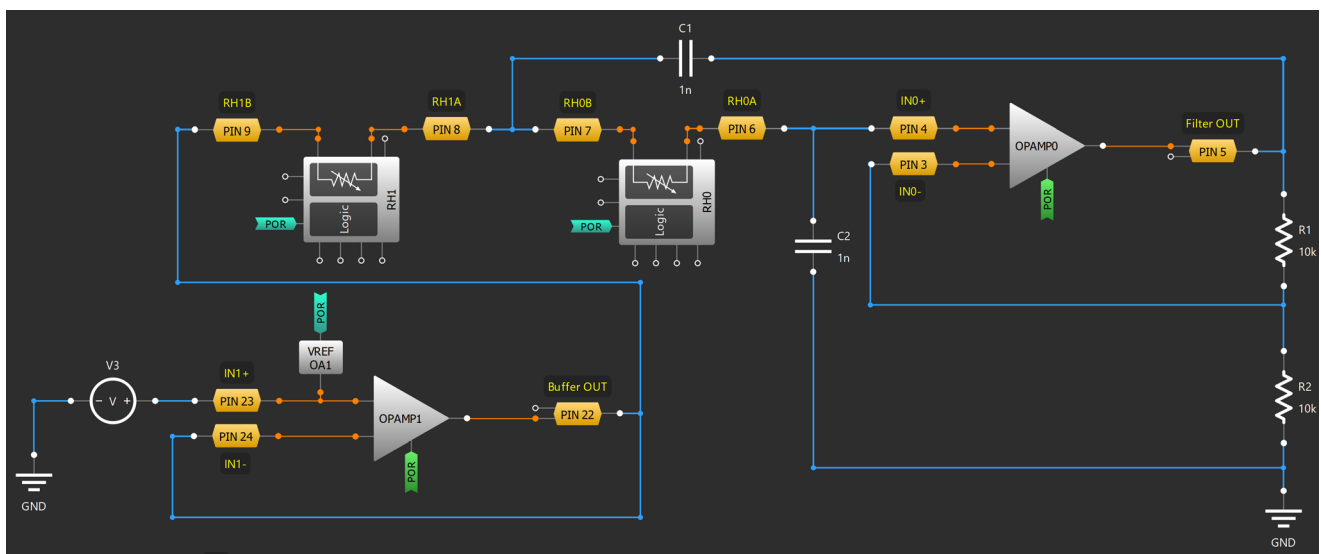 C1
1n
RH1B
RH1A
RH0B
RH0A
IN0+
Filter OUT
PIN 9
PIN 8
PIN 7
PIN 6
PIN 4
OPAMP0
PIN 5
PIN 3
IN0-
RH1
Logic
POR
RH0
Logic
POR
POR
C2
1n
R1
10k
POR
VREF
OA1
V3
- V +
IN1+
PIN 23
PIN 24
IN1-
OPAMP1
POR
Buffer OUT
PIN 22
R2
10k
GND
GND